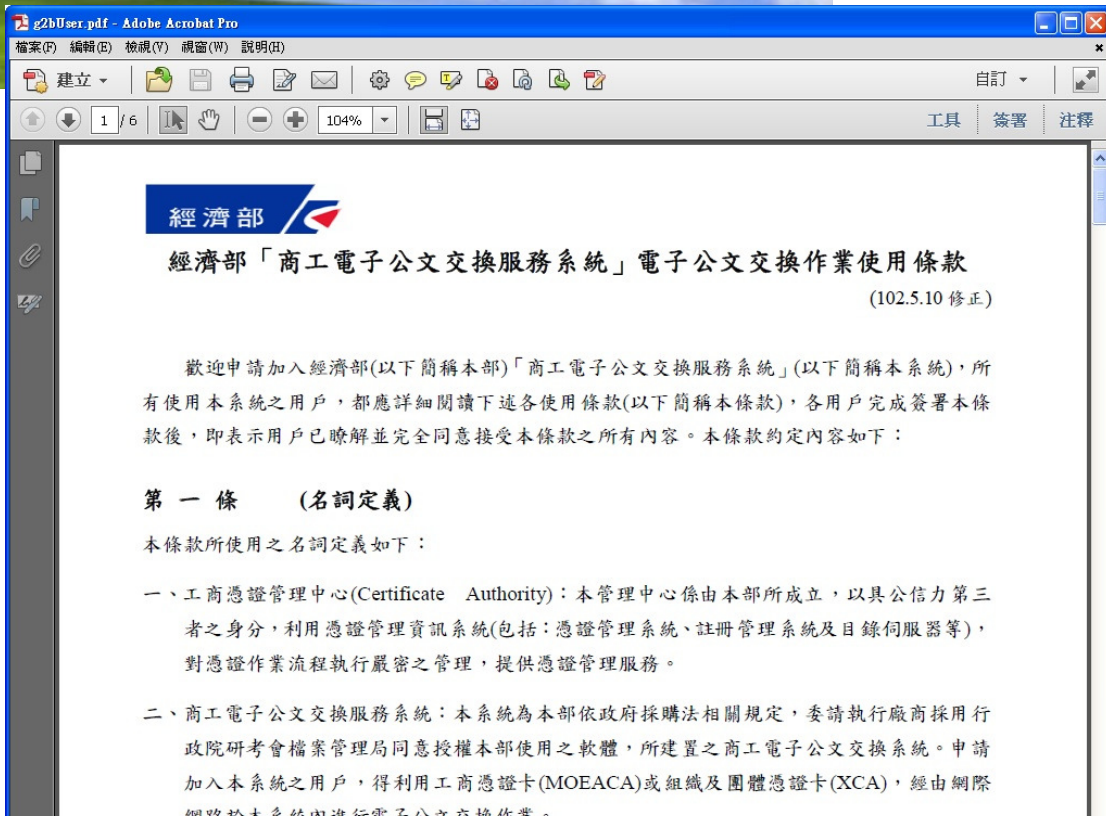 g2bUser.pdf - Adobe Acrobat Pro
檔案(F) 編輯(E) 檢視(V) 視窗(W) 說明(H)
建立 自訂
1 / 6 104% 工具 簽署 注釋
經濟部
經濟部「商工電子公文交換服務系統」電子公文交換作業使用條款
(102.5.10 修正)
歡迎申請加入經濟部(以下簡稱本部)「商工電子公文交換服務系統」(以下簡稱本系統)，所
有使用本系統之用戶，都應詳細閱讀下述各使用條款(以下簡稱本條款)，各用戶完成簽署本條
款後，即表示用戶已瞭解並完全同意接受本條款之所有內容。本條款約定內容如下：
第 一 條 (名詞定義)
本條款所使用之名詞定義如下：
一、工商憑證管理中心(Certificate Authority)：本管理中心係由本部所成立，以具公信力第三
者之身分，利用憑證管理資訊系統(包括：憑證管理系統、註冊管理系統及目錄伺服器等)，
對憑證作業流程執行嚴密之管理，提供憑證管理服務。
二、商工電子公文交換服務系統：本系統為本部依政府採購法相關規定，委請執行廠商採用行
政院研考會檔案管理局同意授權本部使用之軟體，所建置之商工電子公文交換系統。申請
加入本系統之用戶，得利用工商憑證卡(MOEACA)或組織及團體憑證卡(XCA)，經由網際
網路於本系統內進行電子公文交換作業。